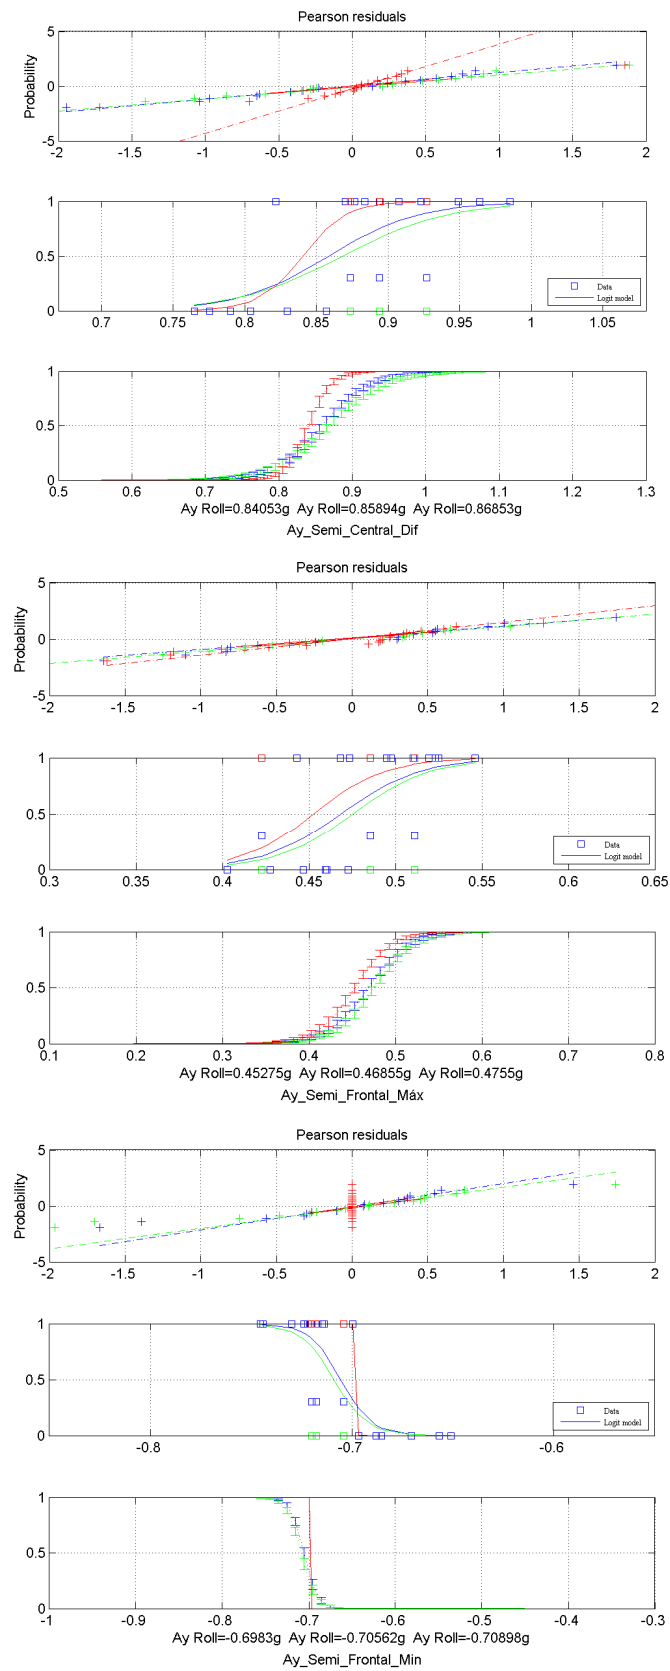 Pearson residuals
5
0
-5
Probability
-2 -1.5 -1 -0.5 0 0.5 1 1.5 2
1
0.5
0
Data
Logit model
0.7 0.75 0.8 0.85 0.9 0.95 1 1.05
1
0.5
0
0.5 0.6 0.7 0.8 0.9 1 1.1 1.2 1.3
Ay Roll=0.84053g Ay Roll=0.85894g Ay Roll=0.86853g
Ay_Semi_Central_Dif
Pearson residuals
5
0
-5
Probability
-2 -1.5 -1 -0.5 0 0.5 1 1.5 2
1
0.5
0
Data
Logit model
0.3 0.35 0.4 0.45 0.5 0.55 0.6 0.65
1
0.5
0
0.1 0.2 0.3 0.4 0.5 0.6 0.7 0.8
Ay Roll=0.45275g Ay Roll=0.46855g Ay Roll=0.4755g
Ay_Semi_Frontal_Máx
Pearson residuals
5
0
-5
Probability
-2 -1.5 -1 -0.5 0 0.5 1 1.5 2
1
0.5
0
Data
Logit model
-0.8 -0.7 -0.6
1
0.5
0
-1 -0.9 -0.8 -0.7 -0.6 -0.5 -0.4 -0.3
Ay Roll=-0.6983g Ay Roll=-0.70562g Ay Roll=-0.70898g
Ay_Semi_Frontal_Min